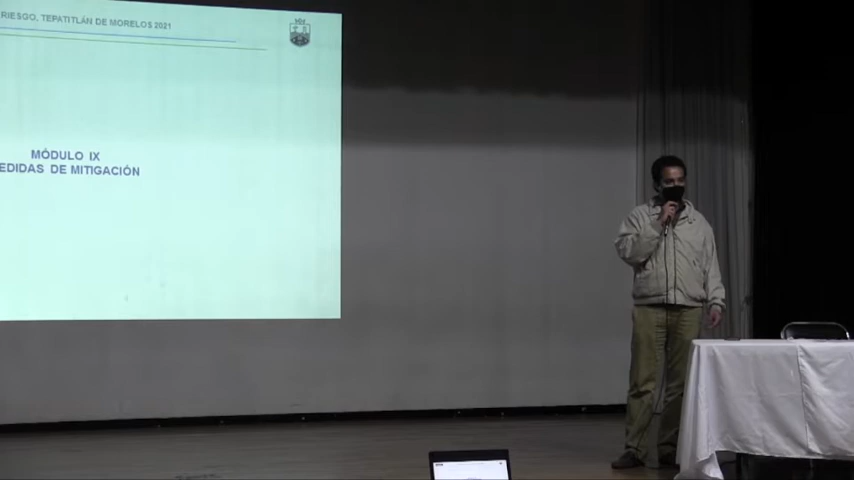 RIESGO, TEPATITLÁN DE MORELOS 2021
MÓDULO IX
EDIDAS DE MITIGACIÓN